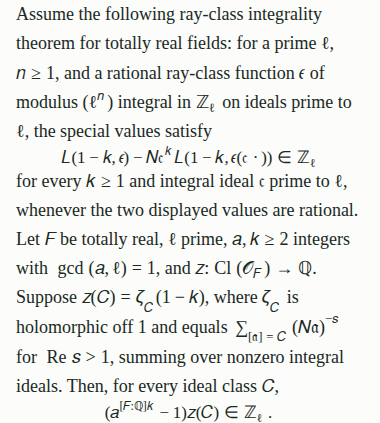 Assume the following ray-class integrality
theorem for totally real fields: for a prime ℓ,
n ≥ 1, and a rational ray-class function ϵ of
modulus (ℓⁿ) integral in ℤ_ℓ on ideals prime to
ℓ, the special values satisfy
L(1 − k, ϵ) − N𝔠ᵏ L(1 − k, ϵ(𝔠 ·)) ∈ ℤ_ℓ
for every k ≥ 1 and integral ideal 𝔠 prime to ℓ,
whenever the two displayed values are rational.
Let F be totally real, ℓ prime, a, k ≥ 2 integers
with gcd (a, ℓ) = 1, and z: Cl (𝒪_F) → ℚ.
Suppose z(C) = ζ_C (1 − k), where ζ_C is
holomorphic off 1 and equals ∑_{[𝔞] = C} (N𝔞)^{−s}
for Re s > 1, summing over nonzero integral
ideals. Then, for every ideal class C,
(a^{[F:ℚ]k} − 1)z(C) ∈ ℤ_ℓ .